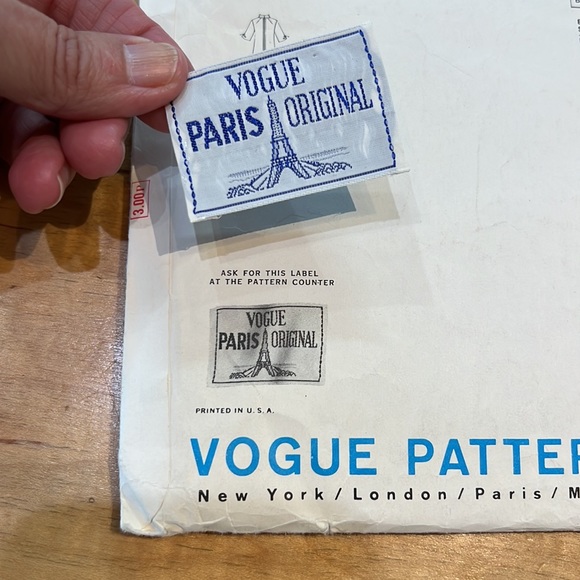 VOGUE
PARIS ORIGINAL
3.00
ASK FOR THIS LABEL
AT THE PATTERN COUNTER
VOGUE
PARIS ORIGINAL
PRINTED IN U.S.A.
VOGUE PATTER
New York / London / Paris / M